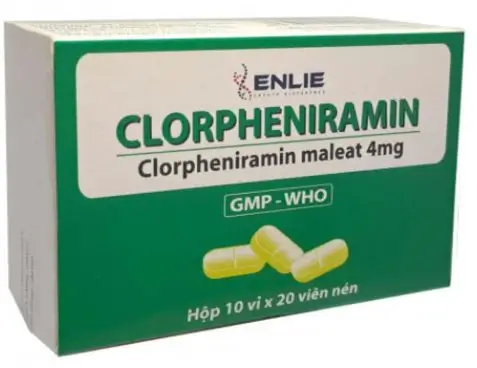 ENLIE
CLORPHENIRAMIN
Clorpheniramin maleat 4mg
GMP - WHO
Hộp 10 vỉ x 20 viên nén